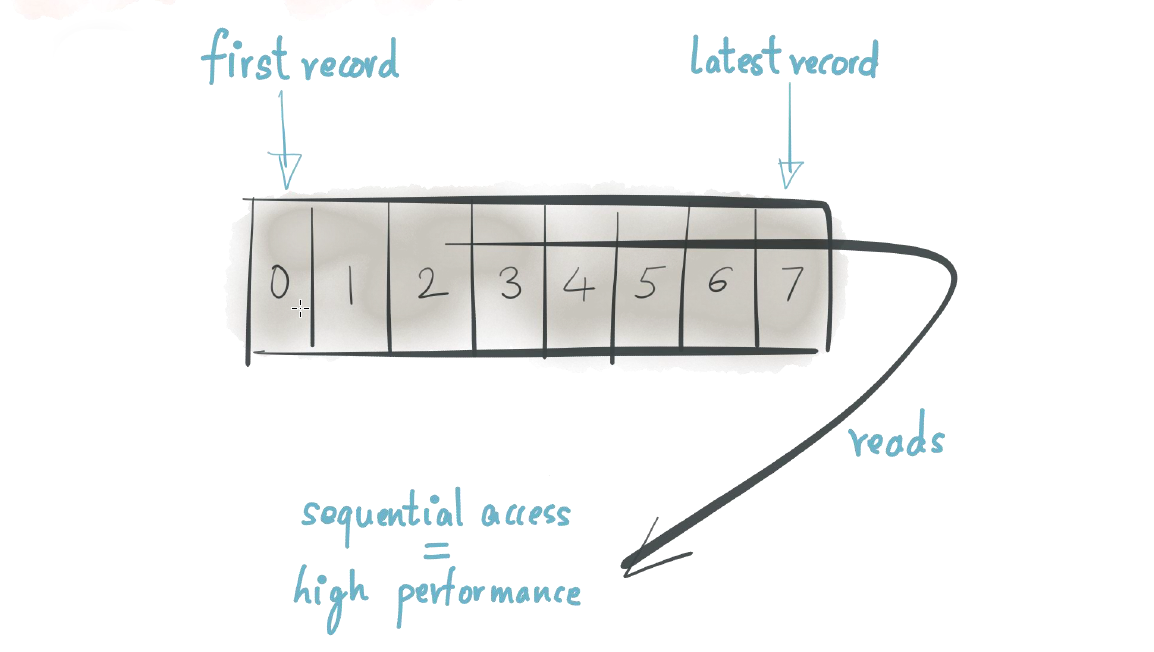 first record
latest record
0 1 2 3 4 5 6 7
reads
sequential access
=
high performance